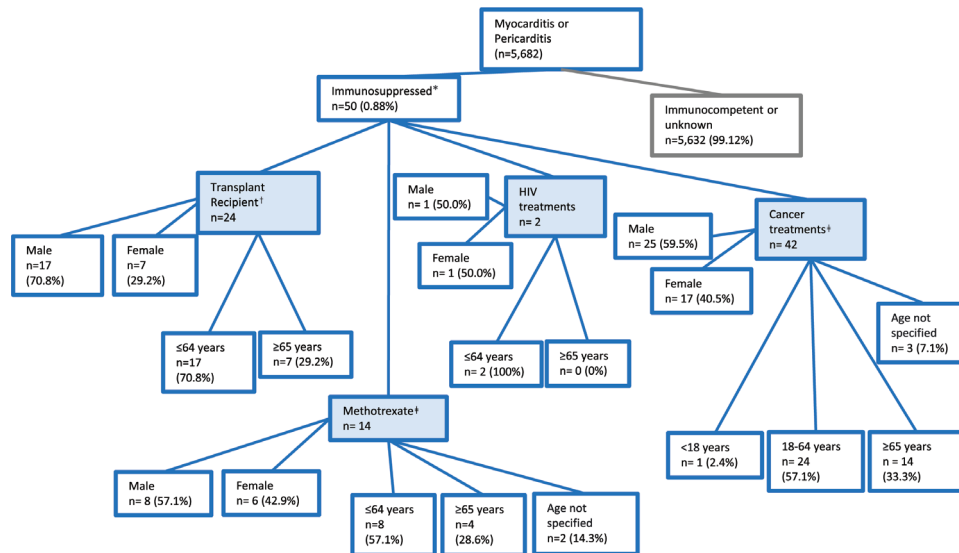 Myocarditis or
Pericarditis
(n=5,682)
Immunosuppressed*
n=50 (0.88%)
Immunocompetent or
unknown
n=5,632 (99.12%)
Transplant
Recipient†
n=24
Male
n=17
(70.8%)
Female
n=7
(29.2%)
≤64 years
n=17
(70.8%)
≥65 years
n=7 (29.2%)
HIV
treatments
n= 2
Male
n= 1 (50.0%)
Female
n= 1 (50.0%)
≤64 years
n= 2 (100%)
≥65 years
n= 0 (0%)
Cancer
treatments‡
n= 42
Male
n= 25 (59.5%)
Female
n= 17 (40.5%)
Age not
specified
n= 3 (7.1%)
<18 years
n= 1 (2.4%)
18-64 years
n= 24
(57.1%)
≥65 years
n = 14
(33.3%)
Methotrexate‡
n= 14
Male
n= 8 (57.1%)
Female
n= 6 (42.9%)
≤64 years
n=8
(57.1%)
≥65 years
n=4
(28.6%)
Age not
specified
n=2 (14.3%)